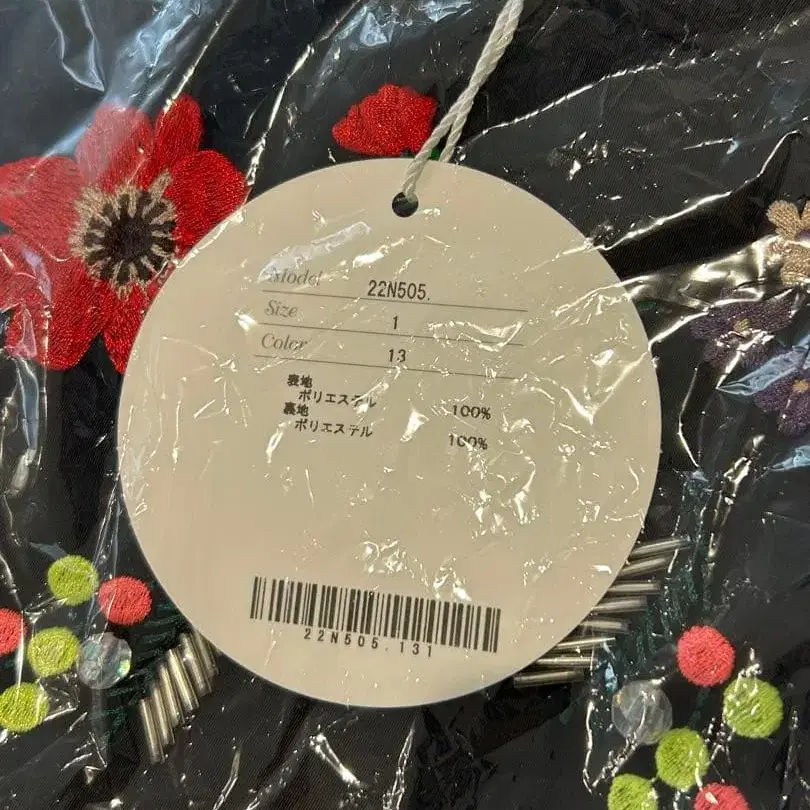 Model 22N505.
Size 1
Color 13
表地
ポリエステル 100%
裏地
ポリエステル 100%
22N505.131